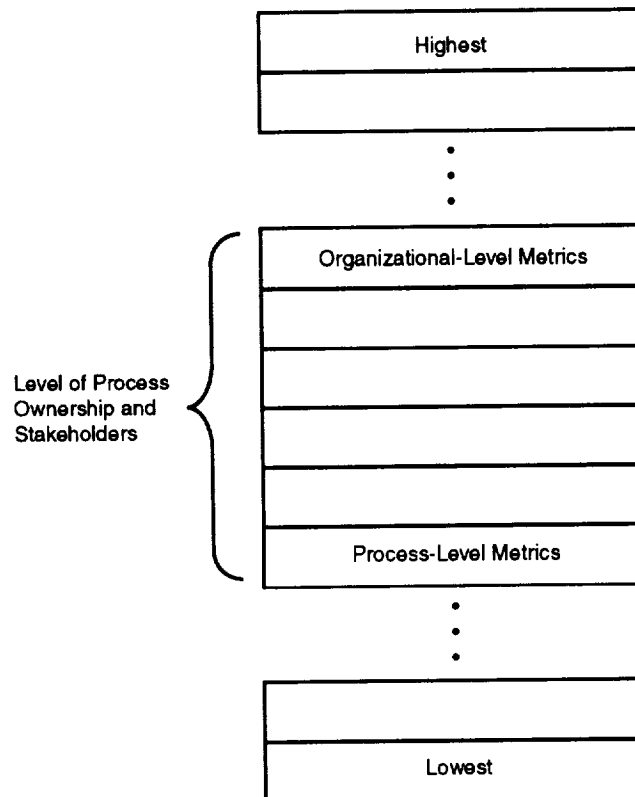 Highest
Organizational-Level Metrics
Level of Process
Ownership and
Stakeholders
Process-Level Metrics
Lowest